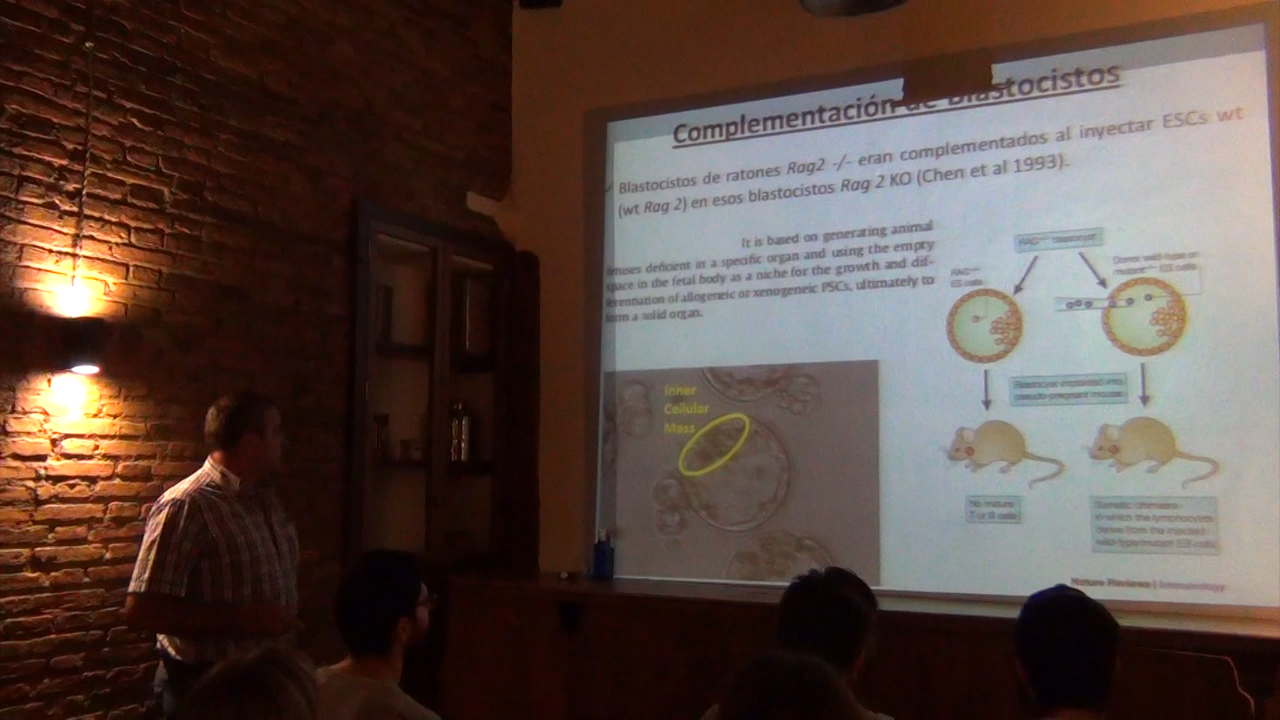 Complementación de Blastocistos
Blastocistos de ratones Rag2 -/- eran complementados al inyectar ESCs wt
(wt Rag 2) en esos blastocistos Rag 2 KO (Chen et al 1993).
It is based on generating animal
fetuses deficient in a specific organ and using the empty
space in the fetal body as a niche for the growth and dif-
ferentiation of allogeneic or xenogeneic PSCs, ultimately to
form a solid organ.
Inner
Cellular
Mass
blastocyst
Donor wild-type or
mutant ES cells
RAG
ES cells
Blastocyst implanted into
pseudo-pregnant mouse
No mature
T or B cells
Somatic chimaera
in which the lymphocytes
derive from the injected
wild-type/mutant ES cells
Nature Reviews | Immunology